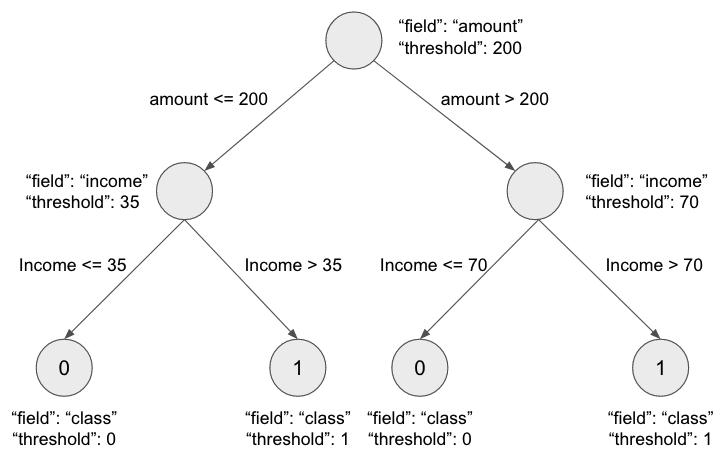 “field”: “amount”
“threshold”: 200
amount <= 200
amount > 200
“field”: “income”
“threshold”: 35
“field”: “income”
“threshold”: 70
Income <= 35
Income > 35
Income <= 70
Income > 70
0
1
0
1
“field”: “class”
“threshold”: 0
“field”: “class”
“threshold”: 1
“field”: “class”
“threshold”: 0
“field”: “class”
“threshold”: 1